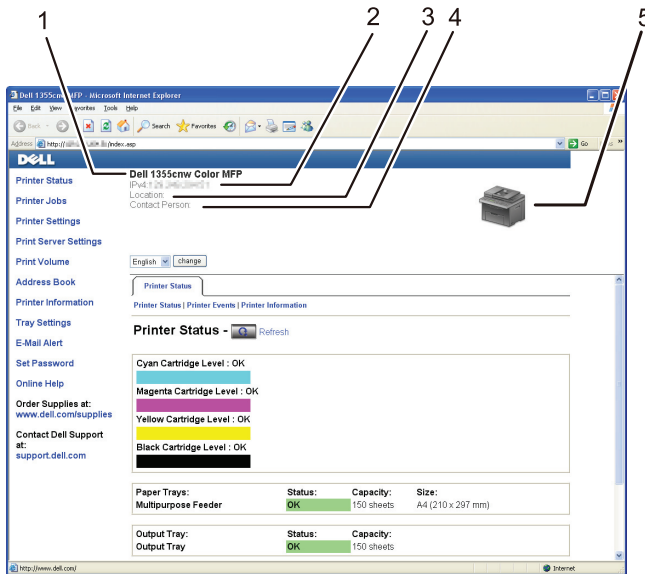 1
2
3
4
5
Dell 1355cnw MFP - Microsoft Internet Explorer
File Edit View Favorites Tools Help
Back Search Favorites
Address http:// /index.asp Go
DELL
Dell 1355cnw Color MFP
IPv4:
Location:
Contact Person:
Printer Status
Printer Jobs
Printer Settings
Print Server Settings
Print Volume
Address Book
Printer Information
Tray Settings
E-Mail Alert
Set Password
Online Help
Order Supplies at:
www.dell.com/supplies
Contact Dell Support
at:
support.dell.com
English change
Printer Status
Printer Status | Printer Events | Printer Information
Printer Status - Refresh
Cyan Cartridge Level : OK
Magenta Cartridge Level : OK
Yellow Cartridge Level : OK
Black Cartridge Level : OK
Paper Trays: Status: Capacity: Size:
Multipurpose Feeder OK 150 sheets A4 (210 x 297 mm)
Output Tray: Status: Capacity:
Output Tray OK 150 sheets
http://www.dell.com/ Internet